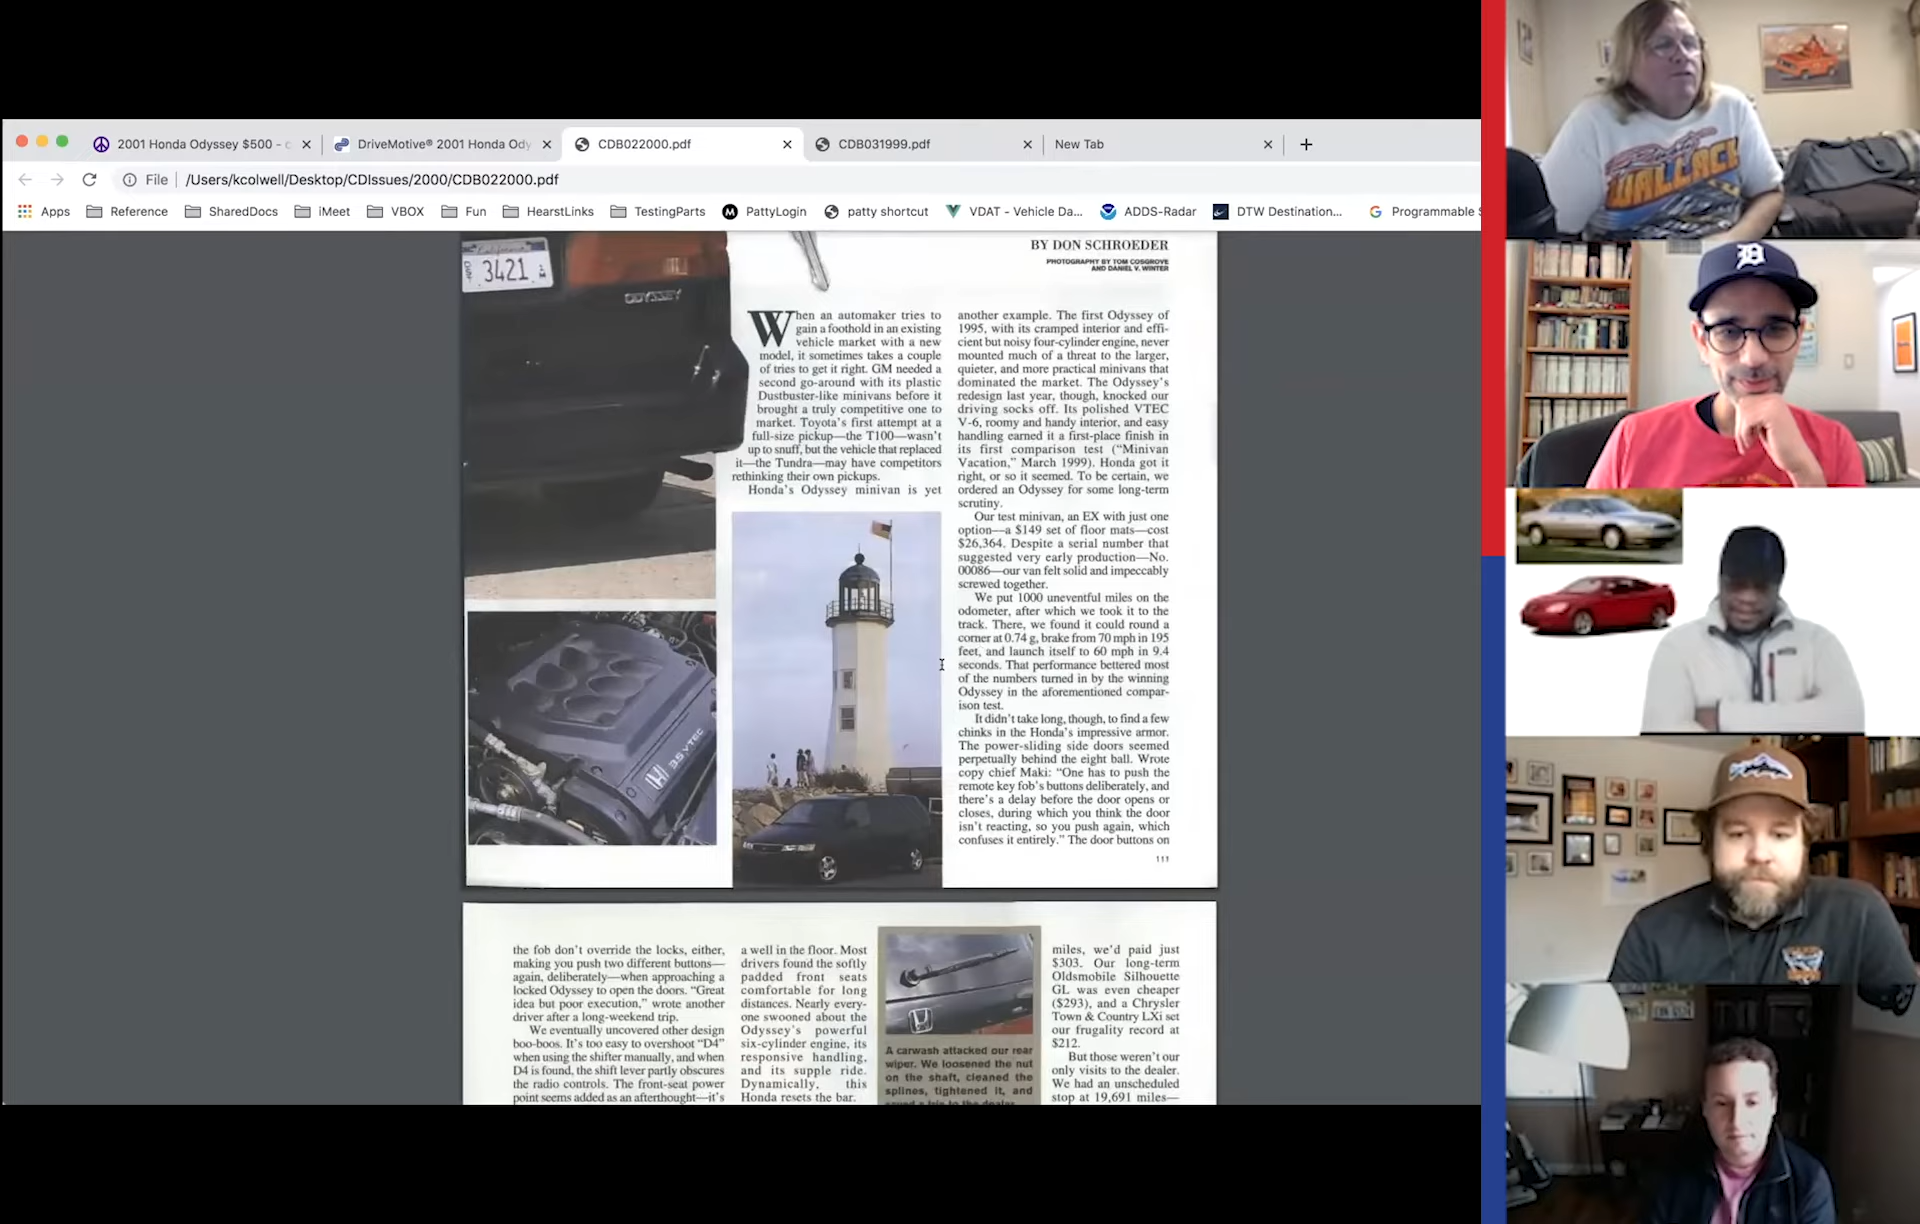 2001 Honda Odyssey $500 - c
DriveMotive® 2001 Honda Ody
CDB022000.pdf
CDB031999.pdf
New Tab
File
/Users/kcolwell/Desktop/CDIssues/2000/CDB022000.pdf
Apps
Reference
SharedDocs
iMeet
VBOX
Fun
HearstLinks
TestingParts
PattyLogin
patty shortcut
VDAT - Vehicle Da...
ADDS-Radar
DTW Destination...
Programmable S
3421
ODYSSEY
BY DON SCHROEDER
PHOTOGRAPHY BY TOM COSGROVE
AND DANIEL V. WINTER
When an automaker tries to
gain a foothold in an existing
vehicle market with a new
model, it sometimes takes a couple
of tries to get it right. GM needed a
second go-around with its plastic
Dustbuster-like minivans before it
brought a truly competitive one to
market. Toyota's first attempt at a
full-size pickup—the T100—wasn't
up to snuff, but the vehicle that replaced
it—the Tundra—may have competitors
rethinking their own pickups.
Honda's Odyssey minivan is yet
another example. The first Odyssey of
1995, with its cramped interior and effi-
cient but noisy four-cylinder engine, never
mounted much of a threat to the larger,
quieter, and more practical minivans that
dominated the market. The Odyssey's
redesign last year, though, knocked our
driving socks off. Its polished VTEC
V-6, roomy and handy interior, and easy
handling earned it a first-place finish in
its first comparison test ("Minivan
Vacation," March 1999). Honda got it
right, or so it seemed. To be certain, we
ordered an Odyssey for some long-term
scrutiny.
Our test minivan, an EX with just one
option—a $149 set of floor mats—cost
$26,364. Despite a serial number that
suggested very early production—No.
00086—our van felt solid and impeccably
screwed together.
We put 1000 uneventful miles on the
odometer, after which we took it to the
track. There, we found it could round a
corner at 0.74 g, brake from 70 mph in 195
feet, and launch itself to 60 mph in 9.4
seconds. That performance bettered most
of the numbers turned in by the winning
Odyssey in the aforementioned compar-
ison test.
It didn't take long, though, to find a few
chinks in the Honda's impressive armor.
The power-sliding side doors seemed
perpetually behind the eight ball. Wrote
copy chief Maki: "One has to push the
remote key fob's buttons deliberately, and
there's a delay before the door opens or
closes, during which you think the door
isn't reacting, so you push again, which
confuses it entirely." The door buttons on
111
3.5 VTEC
the fob don't override the locks, either,
making you push two different buttons—
again, deliberately—when approaching a
locked Odyssey to open the doors. "Great
idea but poor execution," wrote another
driver after a long-weekend trip.
We eventually uncovered other design
boo-boos. It's too easy to overshoot "D4"
when using the shifter manually, and when
D4 is found, the shift lever partly obscures
the radio controls. The front-seat power
point seems added as an afterthought—it's
a well in the floor. Most
drivers found the softly
padded front seats
comfortable for long
distances. Nearly every-
one swooned about the
Odyssey's powerful
six-cylinder engine, its
responsive handling,
and its supple ride.
Dynamically, this
Honda resets the bar.
A carwash attacked our rear
wiper. We loosened the nut
on the shaft, cleaned the
splines, tightened it, and
saved a trip to the dealer.
miles, we'd paid just
$303. Our long-term
Oldsmobile Silhouette
GL was even cheaper
($293), and a Chrysler
Town & Country LXi set
our frugality record at
$212.
But those weren't our
only visits to the dealer.
We had an unscheduled
stop at 19,691 miles—
Rusty
WALLACE
D